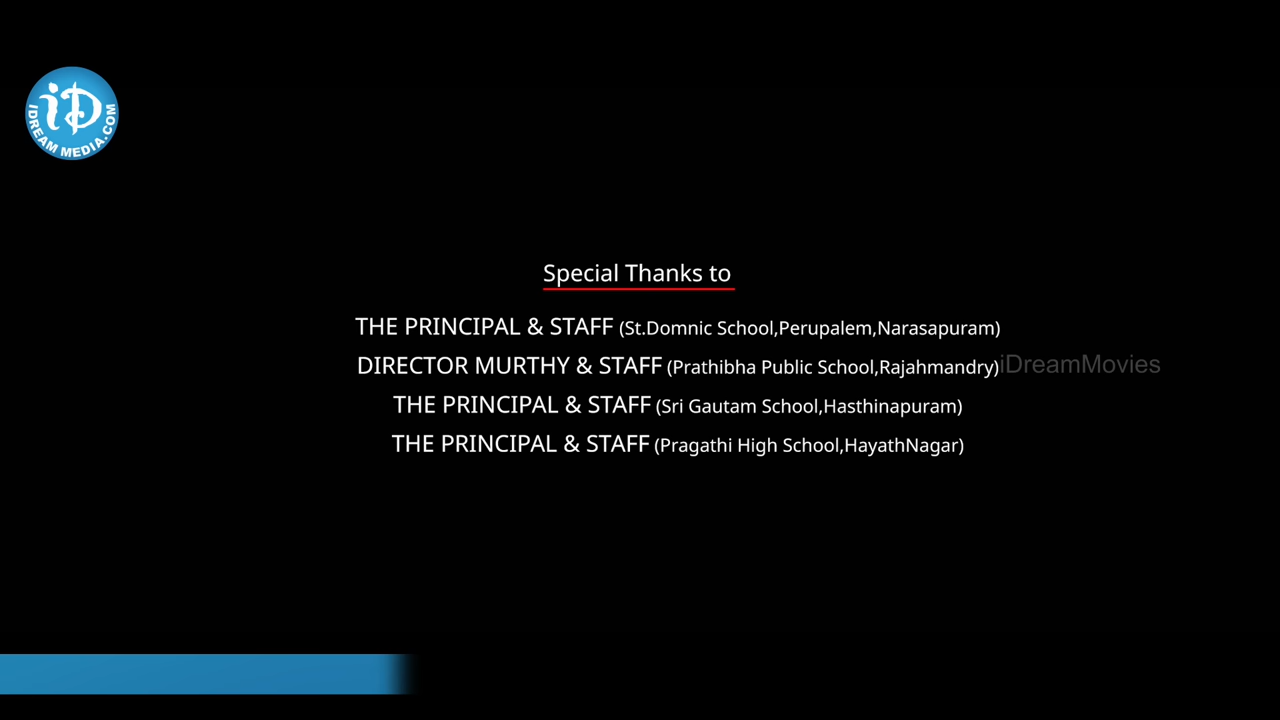 iD
IDREAM MEDIA.COM
Special Thanks to
THE PRINCIPAL & STAFF (St.Domnic School,Perupalem,Narasapuram)
DIRECTOR MURTHY & STAFF (Prathibha Public School,Rajahmandry)
iDreamMovies
THE PRINCIPAL & STAFF (Sri Gautam School,Hasthinapuram)
THE PRINCIPAL & STAFF (Pragathi High School,HayathNagar)